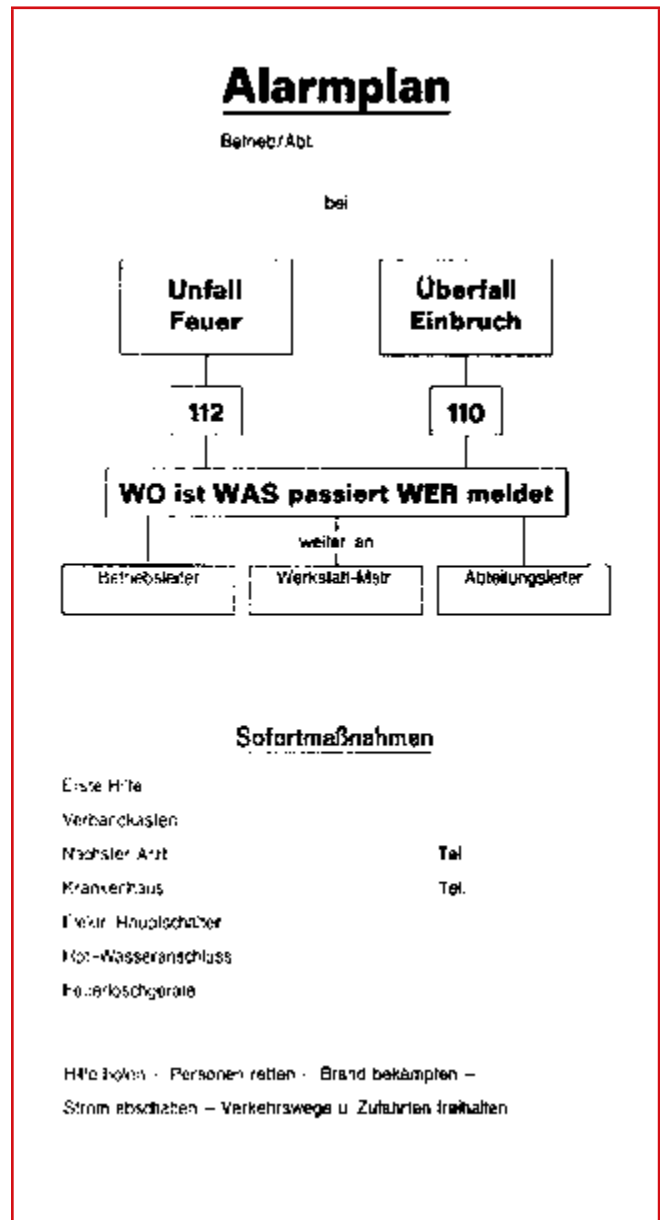 Alarmplan
Betrieb/Abt.
bei
Unfall
Feuer
Überfall
Einbruch
112
110
WO ist WAS passiert WER meldet
weiter an
Betriebsleiter
Werkstatt-Mstr
Abteilungsleiter
Sofortmaßnahmen
Erste Hilfe
Verbandkasten
Nächster Arzt Tel
Krankenhaus Tel.
Elektr. Hauptschalter
Hpt-Wasseranschluss
Feuerlöschgeräte
Hilfe holen - Personen retten - Brand bekämpfen –
Strom abschalten – Verkehrswege u Zufahrten freihalten